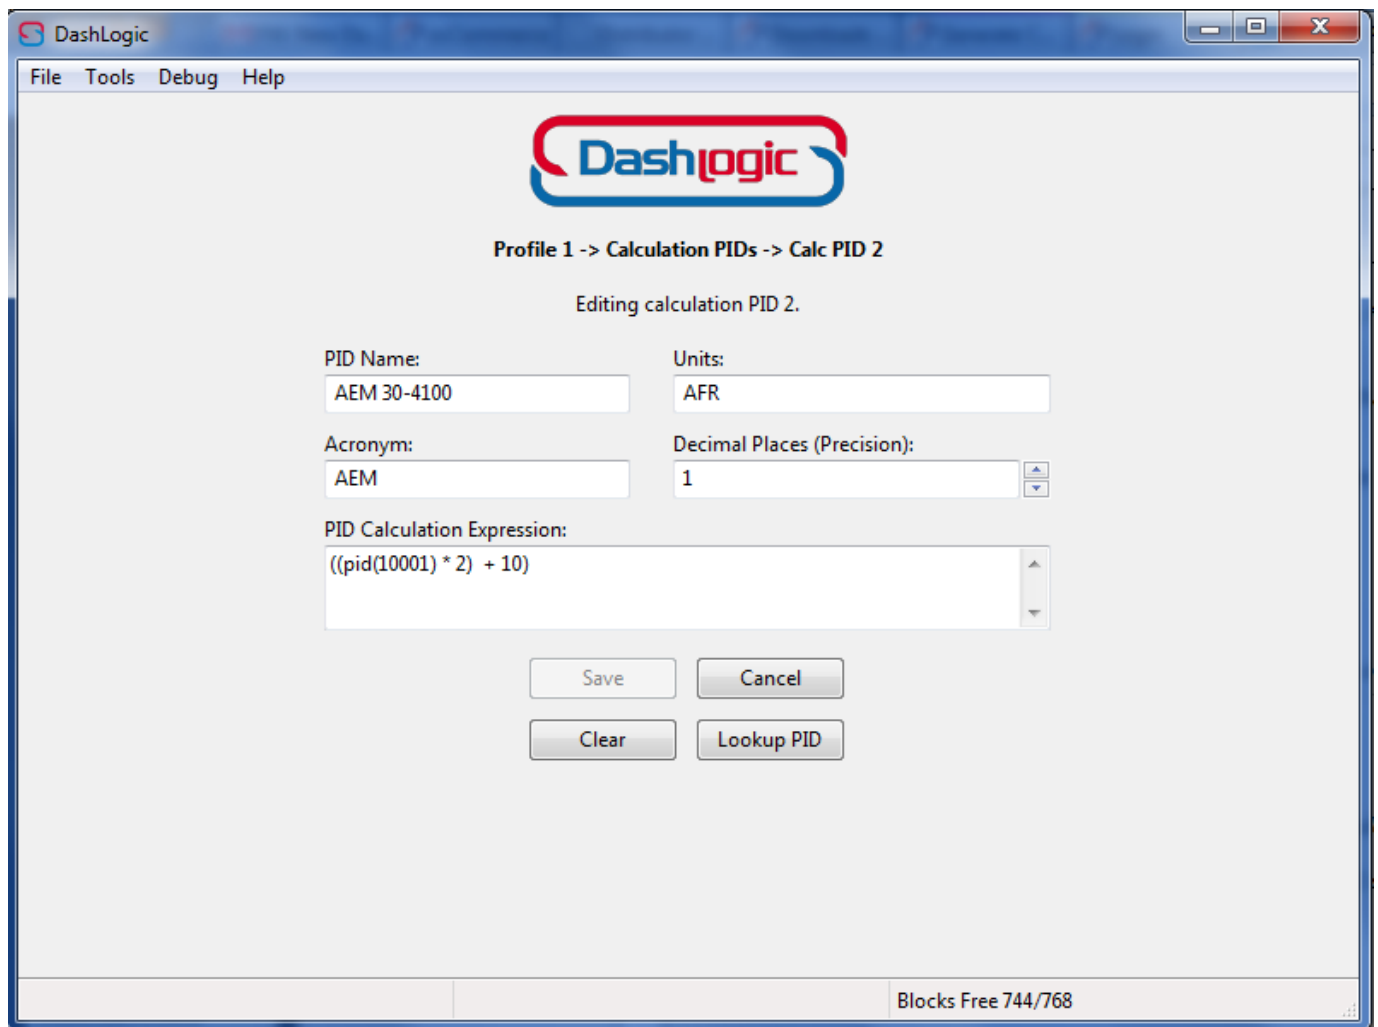 DashLogic
File Tools Debug Help
Dashlogic
Profile 1 -> Calculation PIDs -> Calc PID 2
Editing calculation PID 2.
PID Name: Units:
AEM 30-4100 AFR
Acronym: Decimal Places (Precision):
AEM 1
PID Calculation Expression:
((pid(10001) * 2)  + 10)
Save Cancel
Clear Lookup PID
Blocks Free 744/768